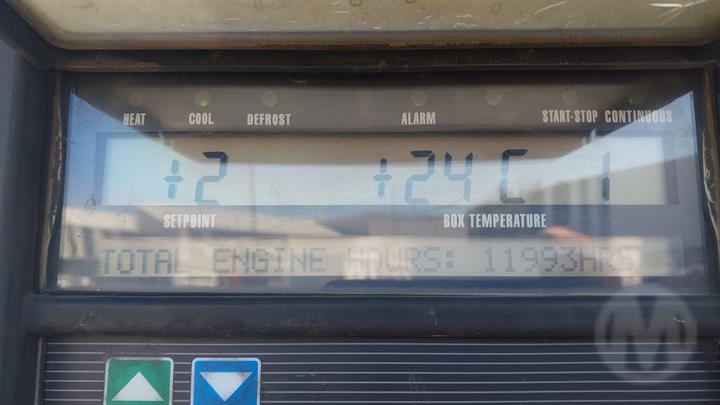 HEAT COOL DEFROST ALARM START-STOP CONTINUOUS
+2 +24 C 1
SETPOINT BOX TEMPERATURE
TOTAL ENGINE HOURS: 11993HRS
M